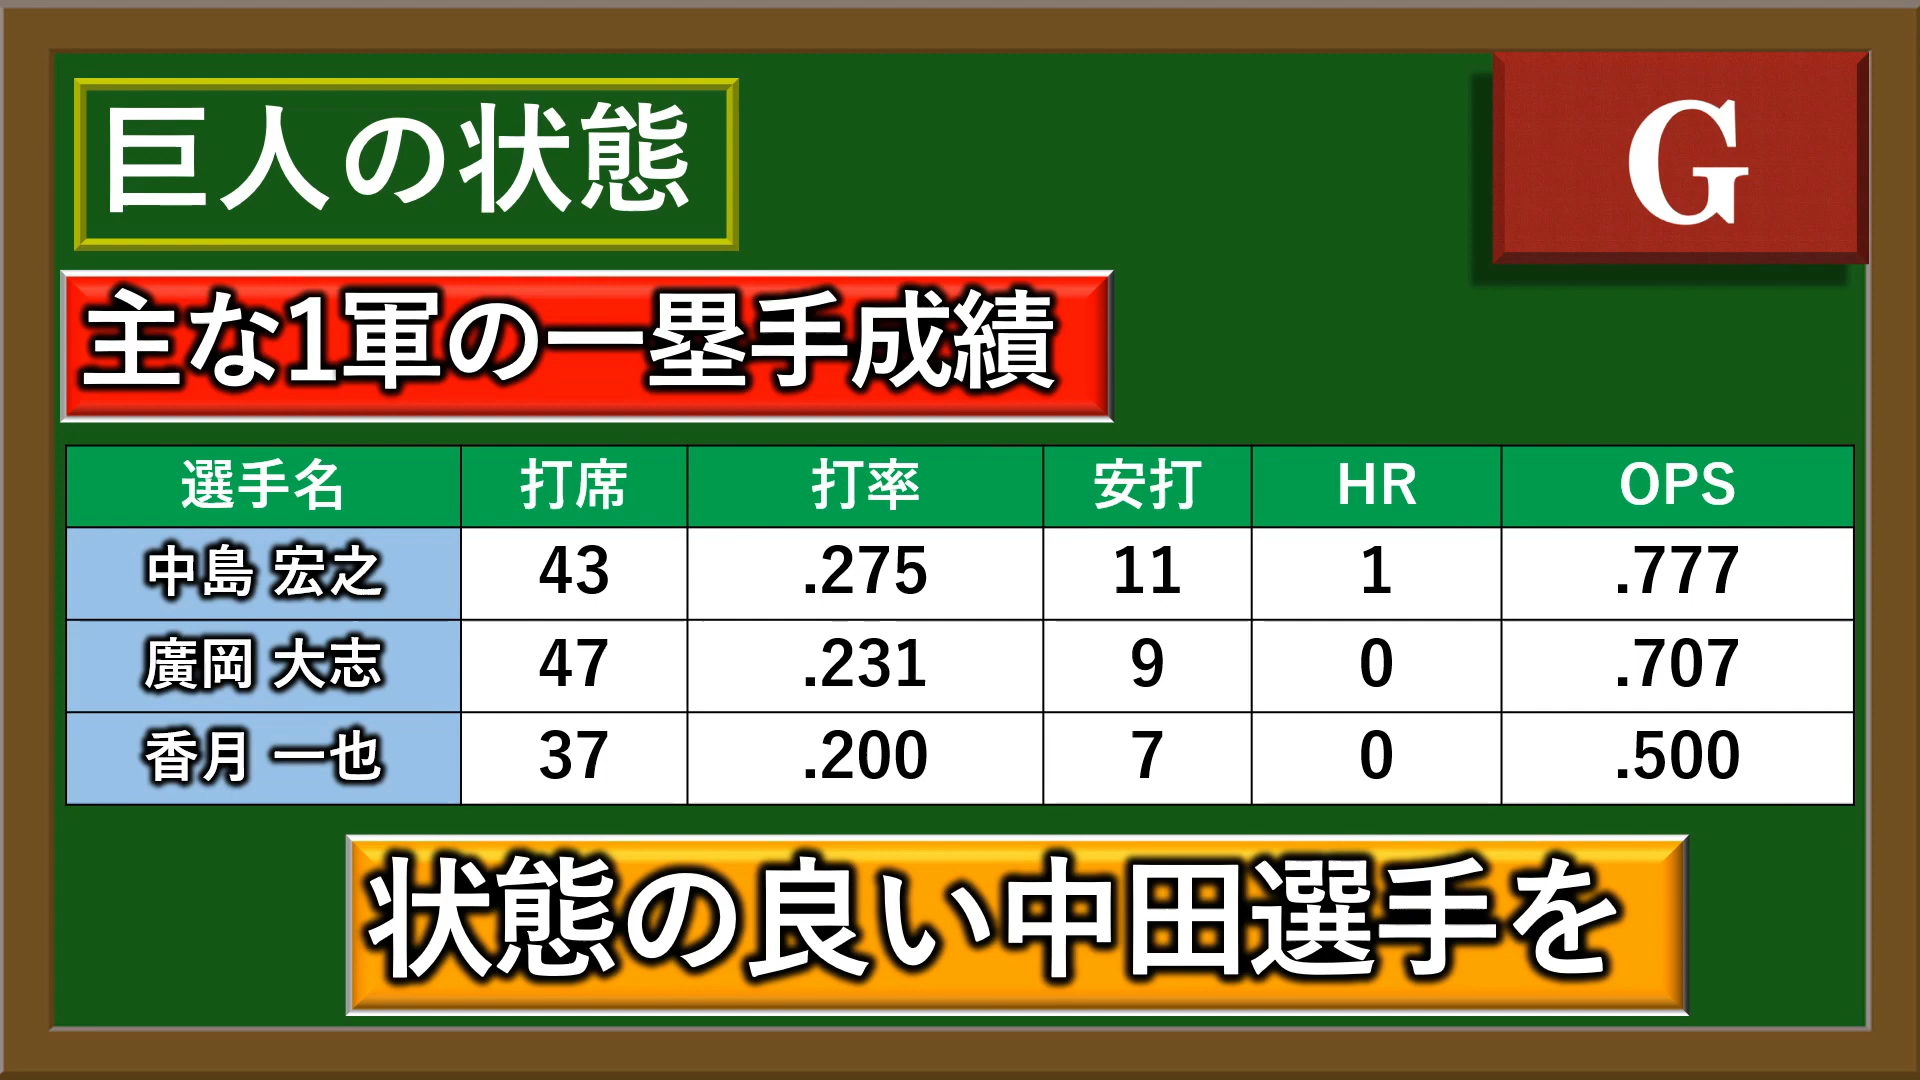 巨人の状態
G
主な1軍の一塁手成績
選手名 打席 打率 安打 HR OPS
中島 宏之 43 .275 11 1 .777
廣岡 大志 47 .231 9 0 .707
香月 一也 37 .200 7 0 .500
状態の良い中田選手を